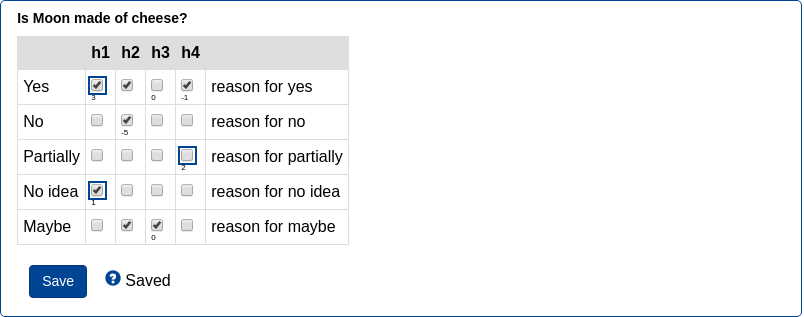 Is Moon made of cheese?
h1 h2 h3 h4
Yes 3 0 -1 reason for yes
No -5 reason for no
Partially 2 reason for partially
No idea 1 reason for no idea
Maybe 0 reason for maybe
Save ? Saved